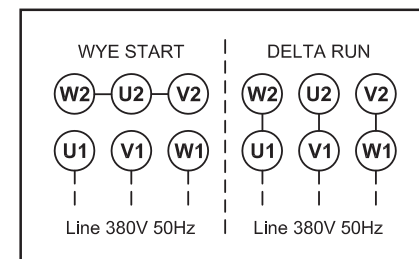 WYE START DELTA RUN
W2 U2 V2 W2 U2 V2
U1 V1 W1 U1 V1 W1
Line 380V 50Hz Line 380V 50Hz